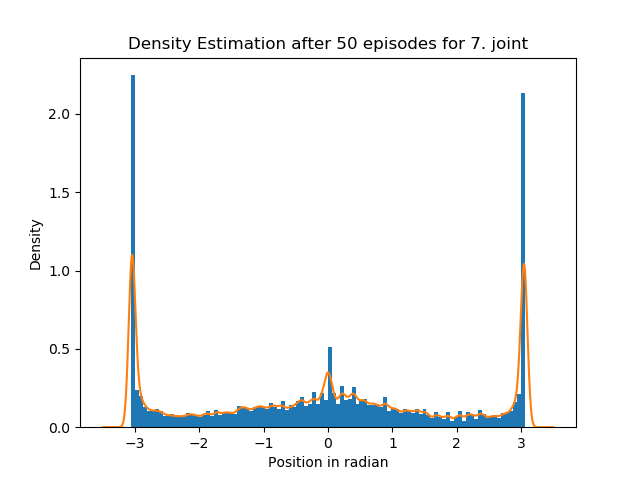 Density Estimation after 50 episodes for 7. joint
Density
2.0
1.5
1.0
0.5
0.0
−3 −2 −1 0 1 2 3
Position in radian